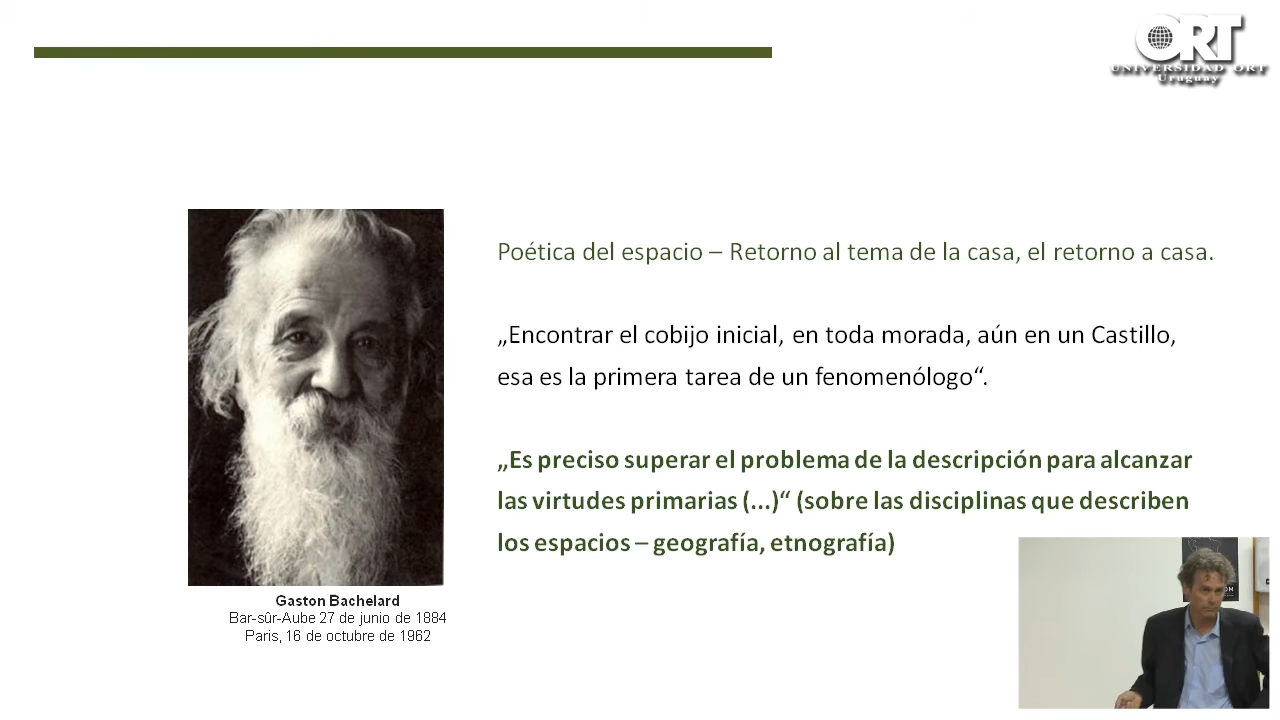 ORT
UNIVERSIDAD ORT
Uruguay
Poética del espacio – Retorno al tema de la casa, el retorno a casa.
„Encontrar el cobijo inicial, en toda morada, aún en un Castillo,
esa es la primera tarea de un fenomenólogo“.
„Es preciso superar el problema de la descripción para alcanzar
las virtudes primarias (...)“ (sobre las disciplinas que describen
los espacios – geografía, etnografía)
Gaston Bachelard
Bar-sûr-Aube 27 de junio de 1884
Paris, 16 de octubre de 1962